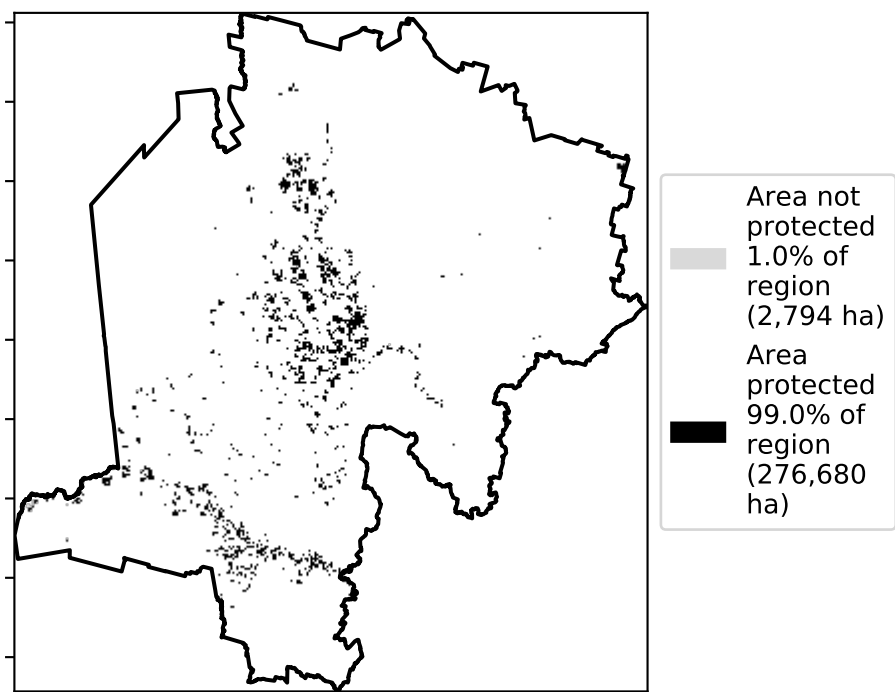 Area not
protected
1.0% of
region
(2,794 ha)
Area
protected
99.0% of
region
(276,680
ha)